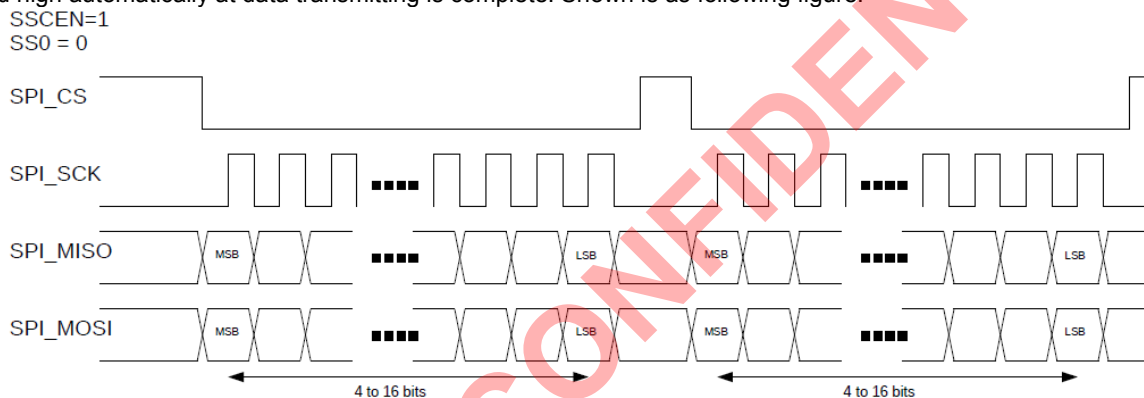 d high automatically at data transmitting is complete. Shown is as following figure.
SSCEN=1
SS0 = 0
SPI_CS
SPI_SCK
SPI_MISO MSB LSB MSB LSB
SPI_MOSI MSB LSB MSB LSB
4 to 16 bits 4 to 16 bits
CONFIDEN